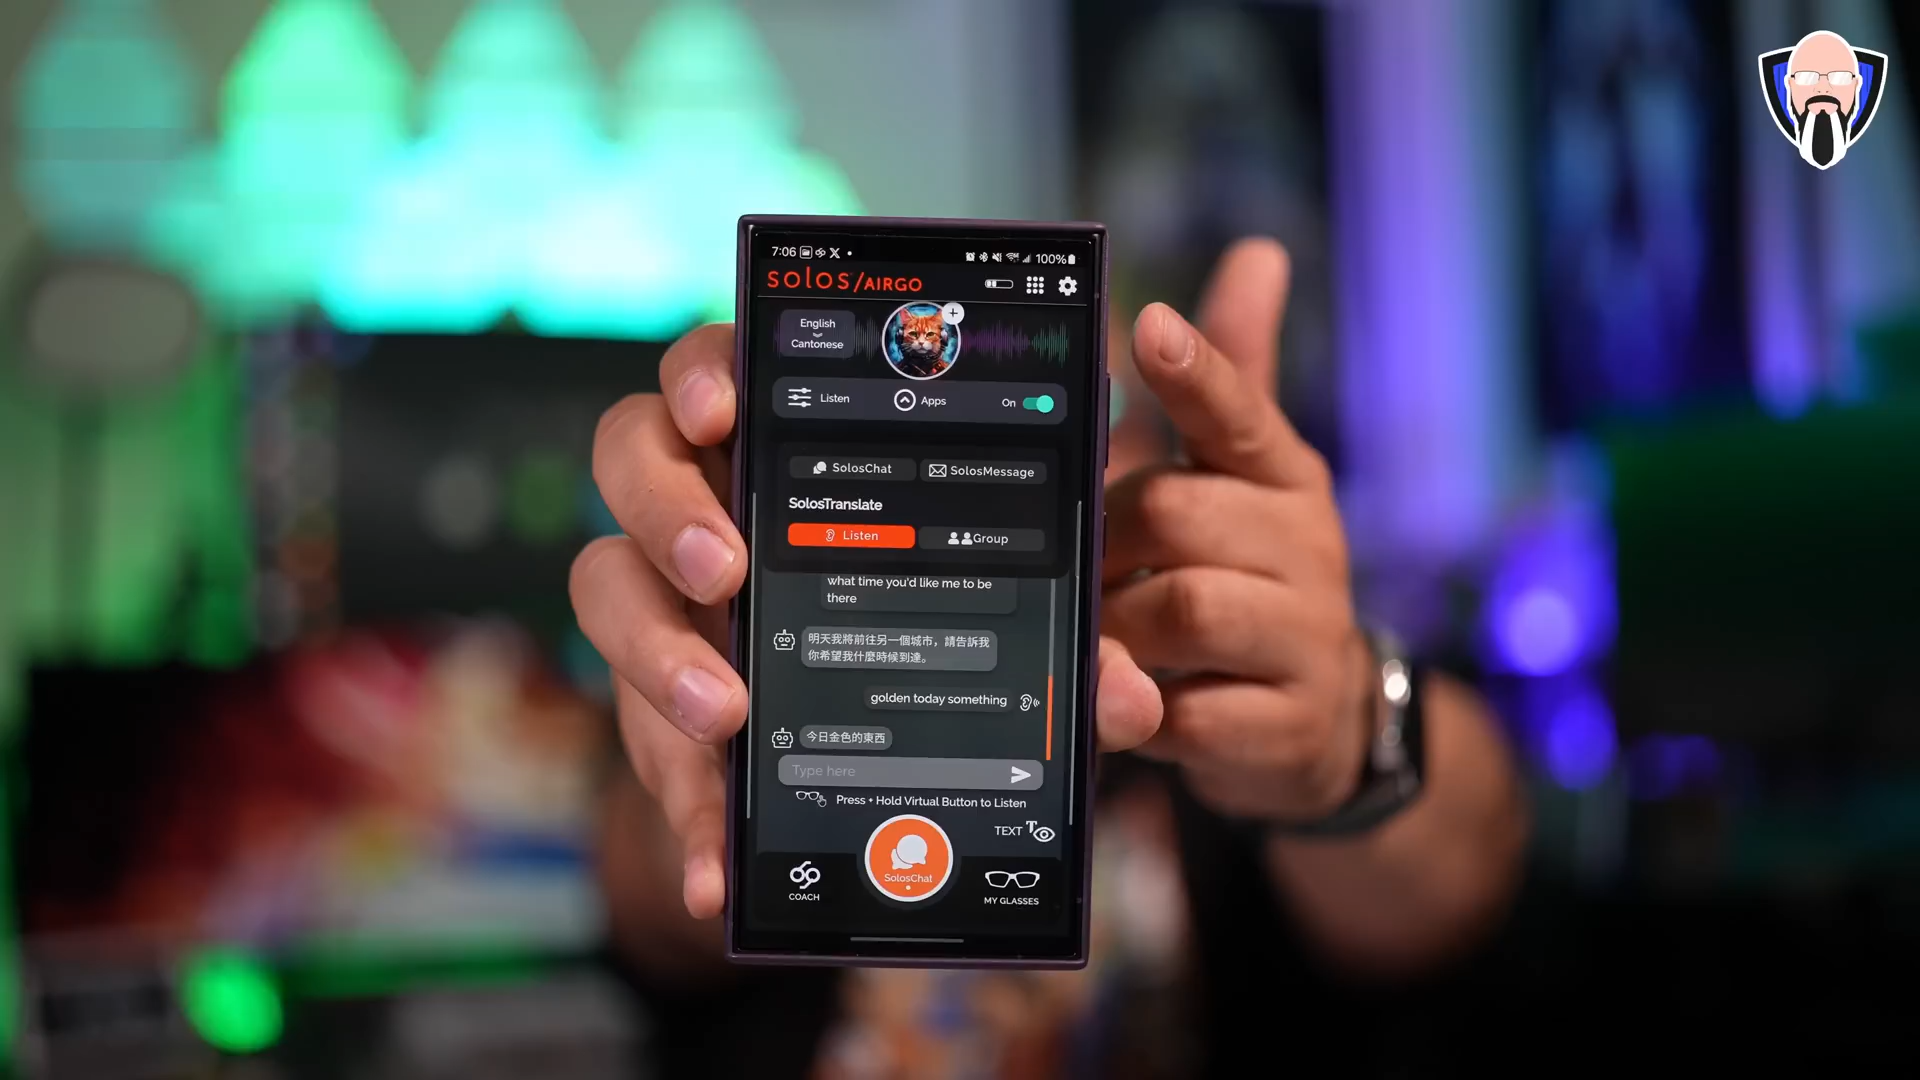 7:06
100%
solos/AIRGO
English
Cantonese
Listen
Apps
On
SolosChat
SolosMessage
SolosTranslate
Listen
Group
what time you'd like me to be
there
明天我將前往另一個城市，請告訴我
你希望我什麼時候到達。
golden today something
今日金色的東西
Type here
Press + Hold Virtual Button to Listen
TEXT
SolosChat
COACH
MY GLASSES